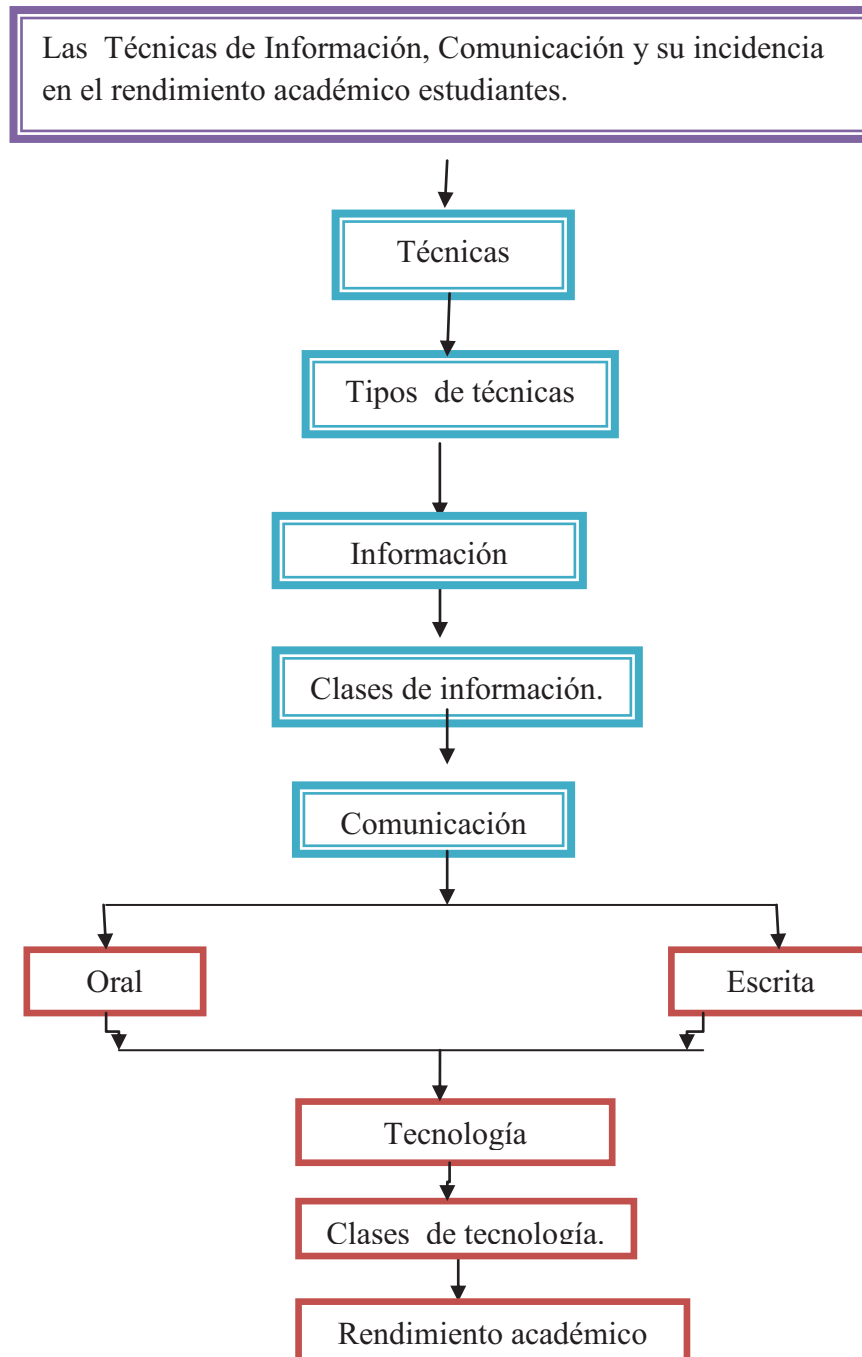 Las Técnicas de Información, Comunicación y su incidencia
en el rendimiento académico estudiantes.
Técnicas
Tipos de técnicas
Información
Clases de información.
Comunicación
Oral
Escrita
Tecnología
Clases de tecnología.
Rendimiento académico